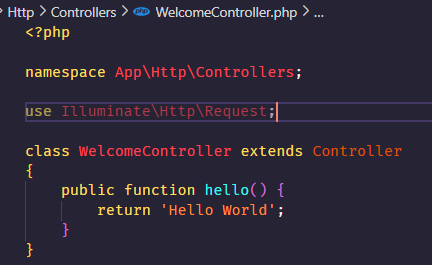 Http > Controllers > php WelcomeController.php > ...
<?php
namespace App\Http\Controllers;
use Illuminate\Http\Request;
class WelcomeController extends Controller
{
    public function hello() {
        return 'Hello World';
    }
}